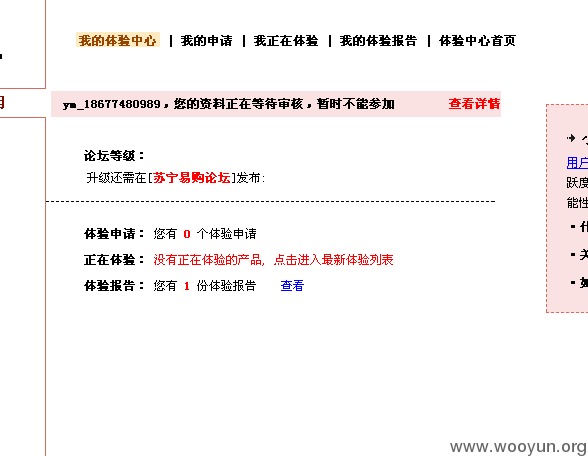 我的体验中心 | 我的申请 | 我正在体验 | 我的体验报告 | 体验中心首页
ym_18677480989，您的资料正在等待审核，暂时不能参加 查看详情
论坛等级：
升级还需在[苏宁易购论坛]发布:
体验申请： 您有 0 个体验申请
正在体验： 没有正在体验的产品, 点击进入最新体验列表
体验报告： 您有 1 份体验报告 查看
用户
跃度
能性
www.wooyun.org